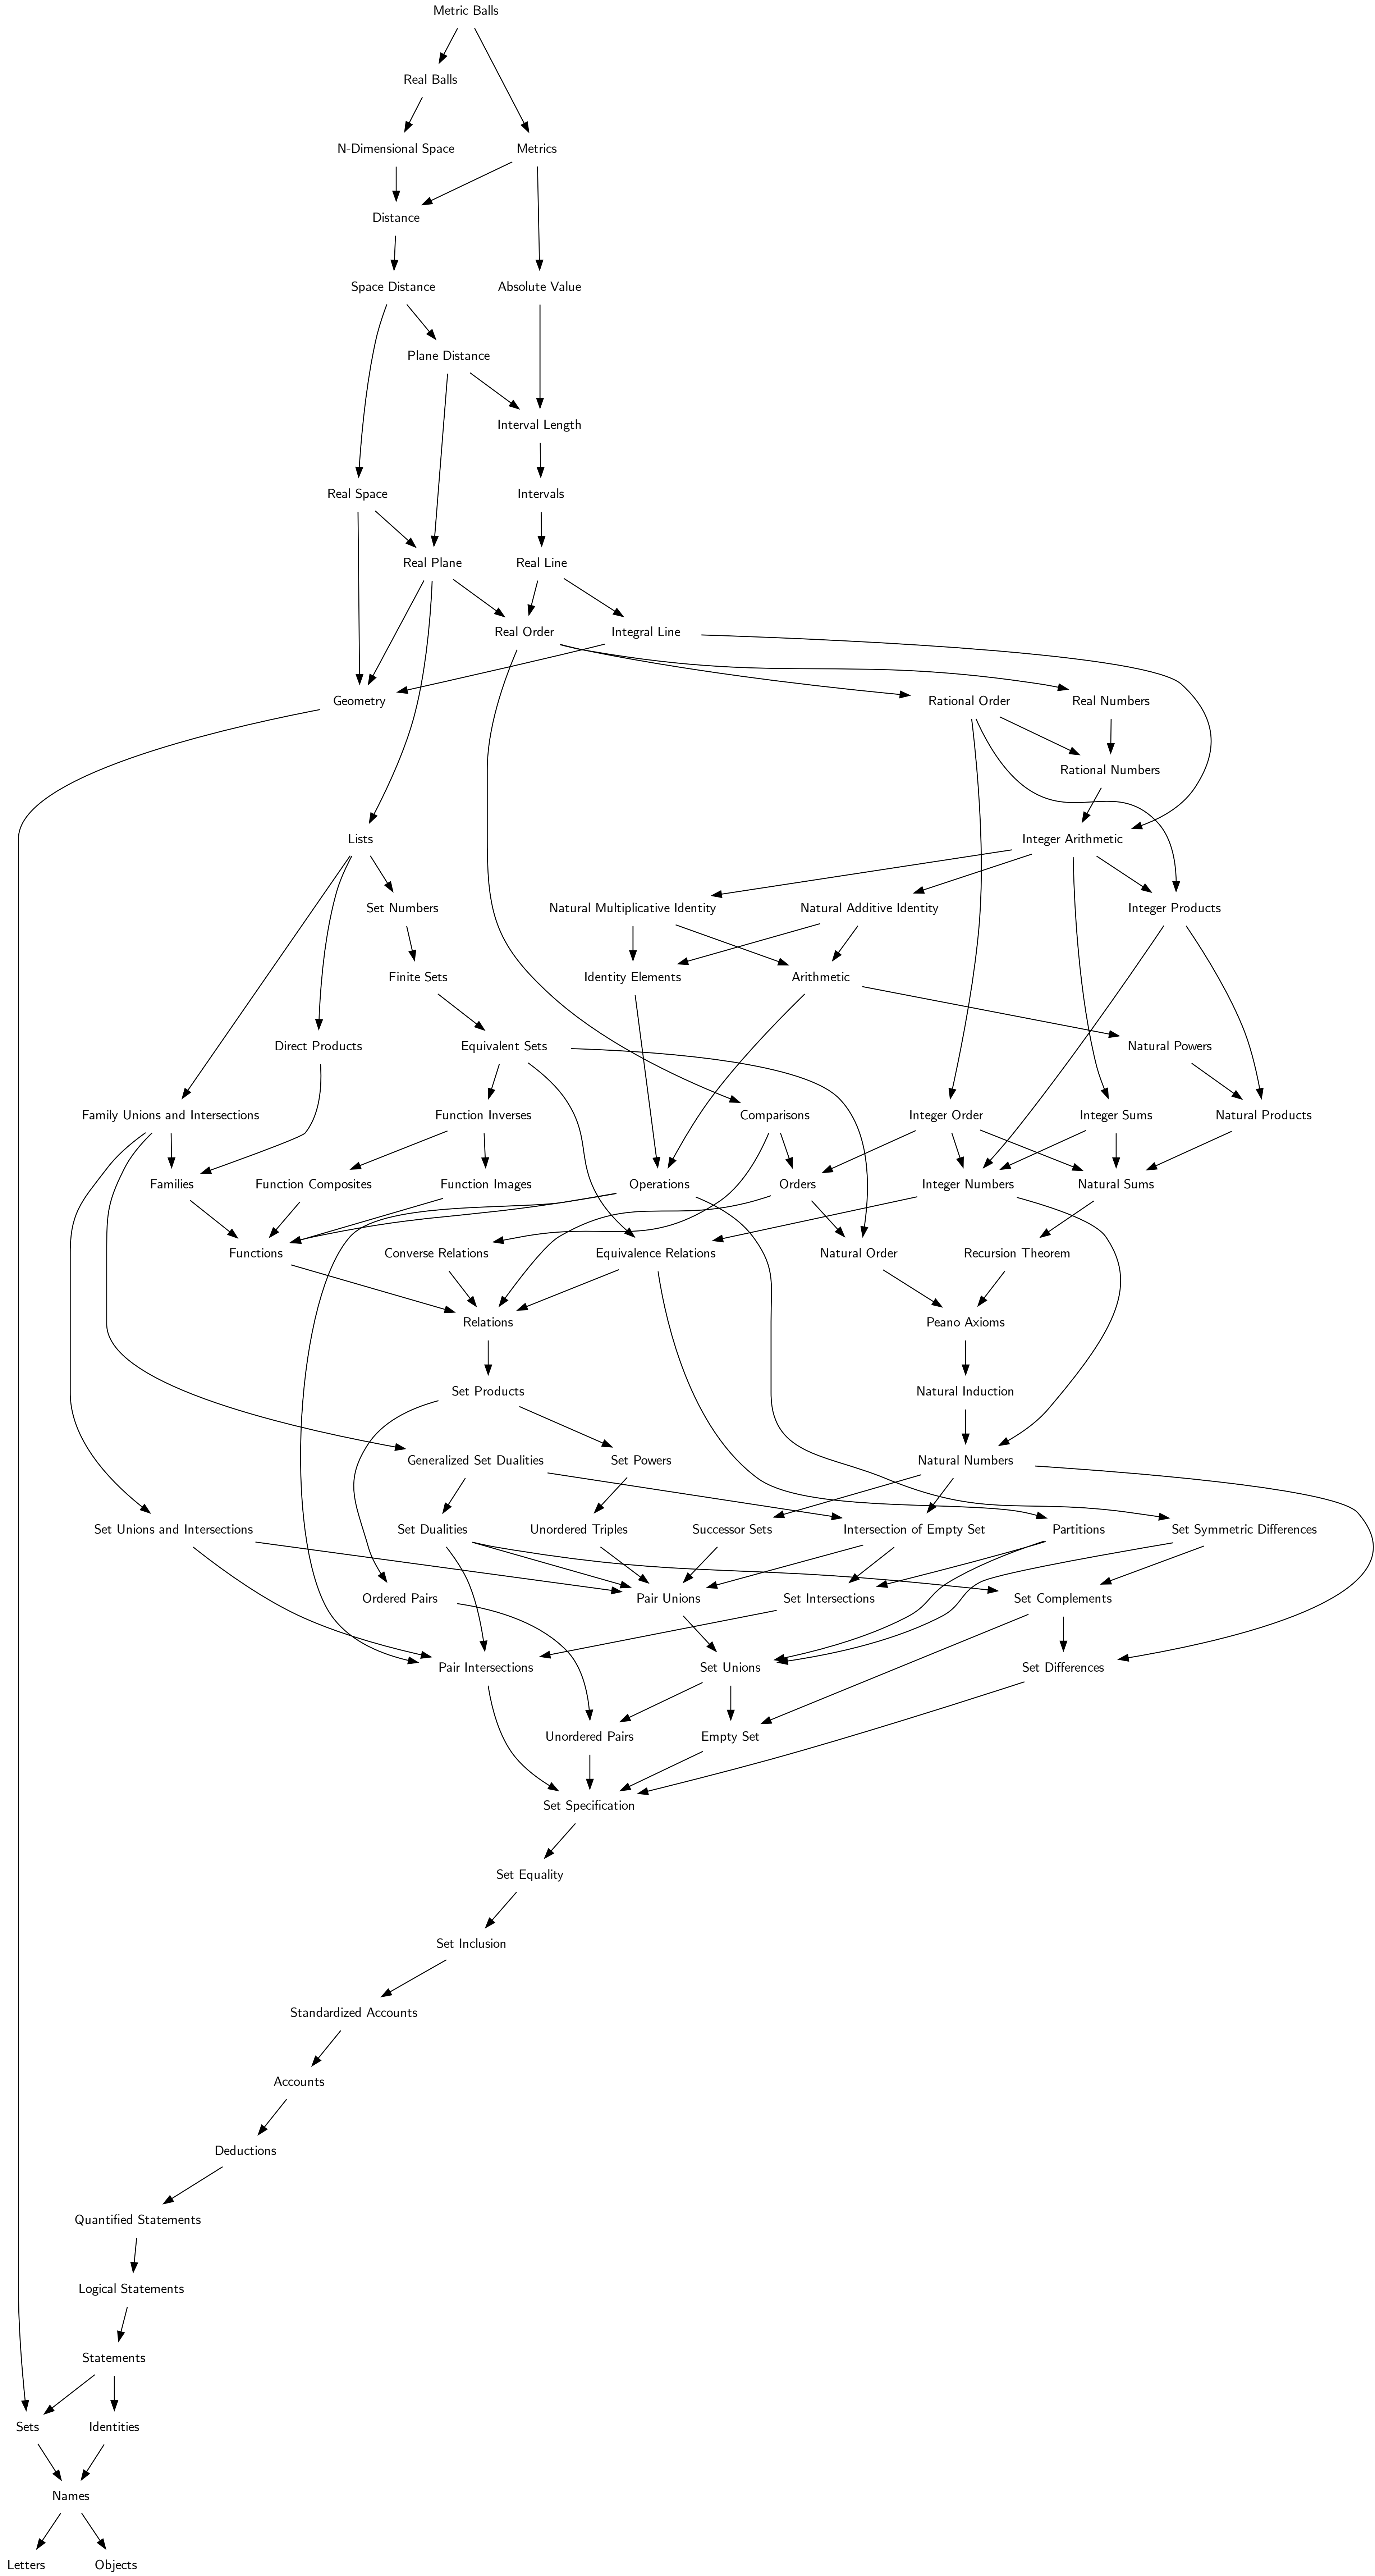 Metric Balls
Real Balls
N-Dimensional Space
Metrics
Distance
Space Distance
Absolute Value
Plane Distance
Interval Length
Real Space
Intervals
Real Plane
Real Line
Real Order
Integral Line
Geometry
Rational Order
Real Numbers
Rational Numbers
Lists
Integer Arithmetic
Set Numbers
Natural Multiplicative Identity
Natural Additive Identity
Integer Products
Finite Sets
Identity Elements
Arithmetic
Direct Products
Equivalent Sets
Natural Powers
Family Unions and Intersections
Function Inverses
Comparisons
Integer Order
Integer Sums
Natural Products
Families
Function Composites
Function Images
Operations
Orders
Integer Numbers
Natural Sums
Functions
Converse Relations
Equivalence Relations
Natural Order
Recursion Theorem
Relations
Peano Axioms
Set Products
Natural Induction
Generalized Set Dualities
Set Powers
Natural Numbers
Set Unions and Intersections
Set Dualities
Unordered Triples
Successor Sets
Intersection of Empty Set
Partitions
Set Symmetric Differences
Ordered Pairs
Pair Unions
Set Intersections
Set Complements
Pair Intersections
Set Unions
Set Differences
Unordered Pairs
Empty Set
Set Specification
Set Equality
Set Inclusion
Standardized Accounts
Accounts
Deductions
Quantified Statements
Logical Statements
Statements
Sets
Identities
Names
Letters
Objects